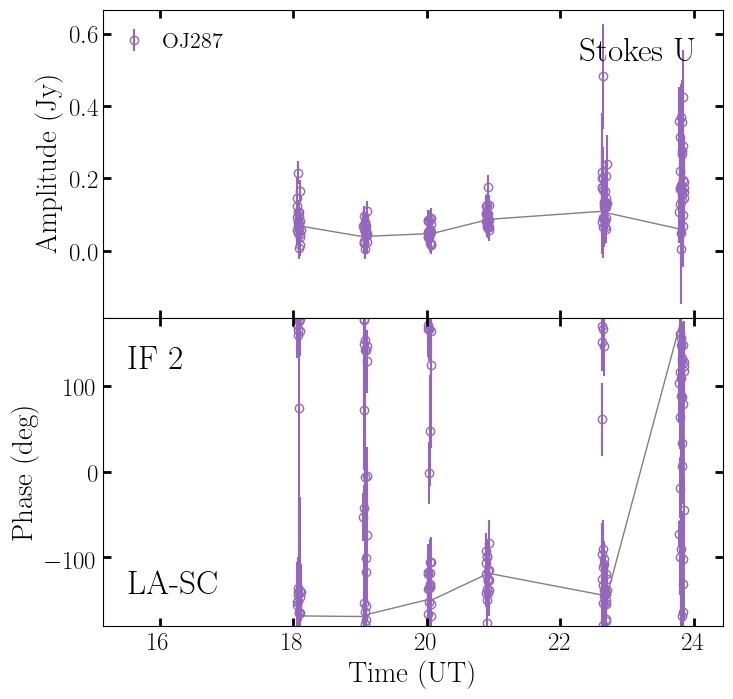 OJ287
Stokes U
Amplitude (Jy)
0.6
0.4
0.2
0.0
IF 2
Phase (deg)
100
0
−100
LA-SC
16 18 20 22 24
Time (UT)